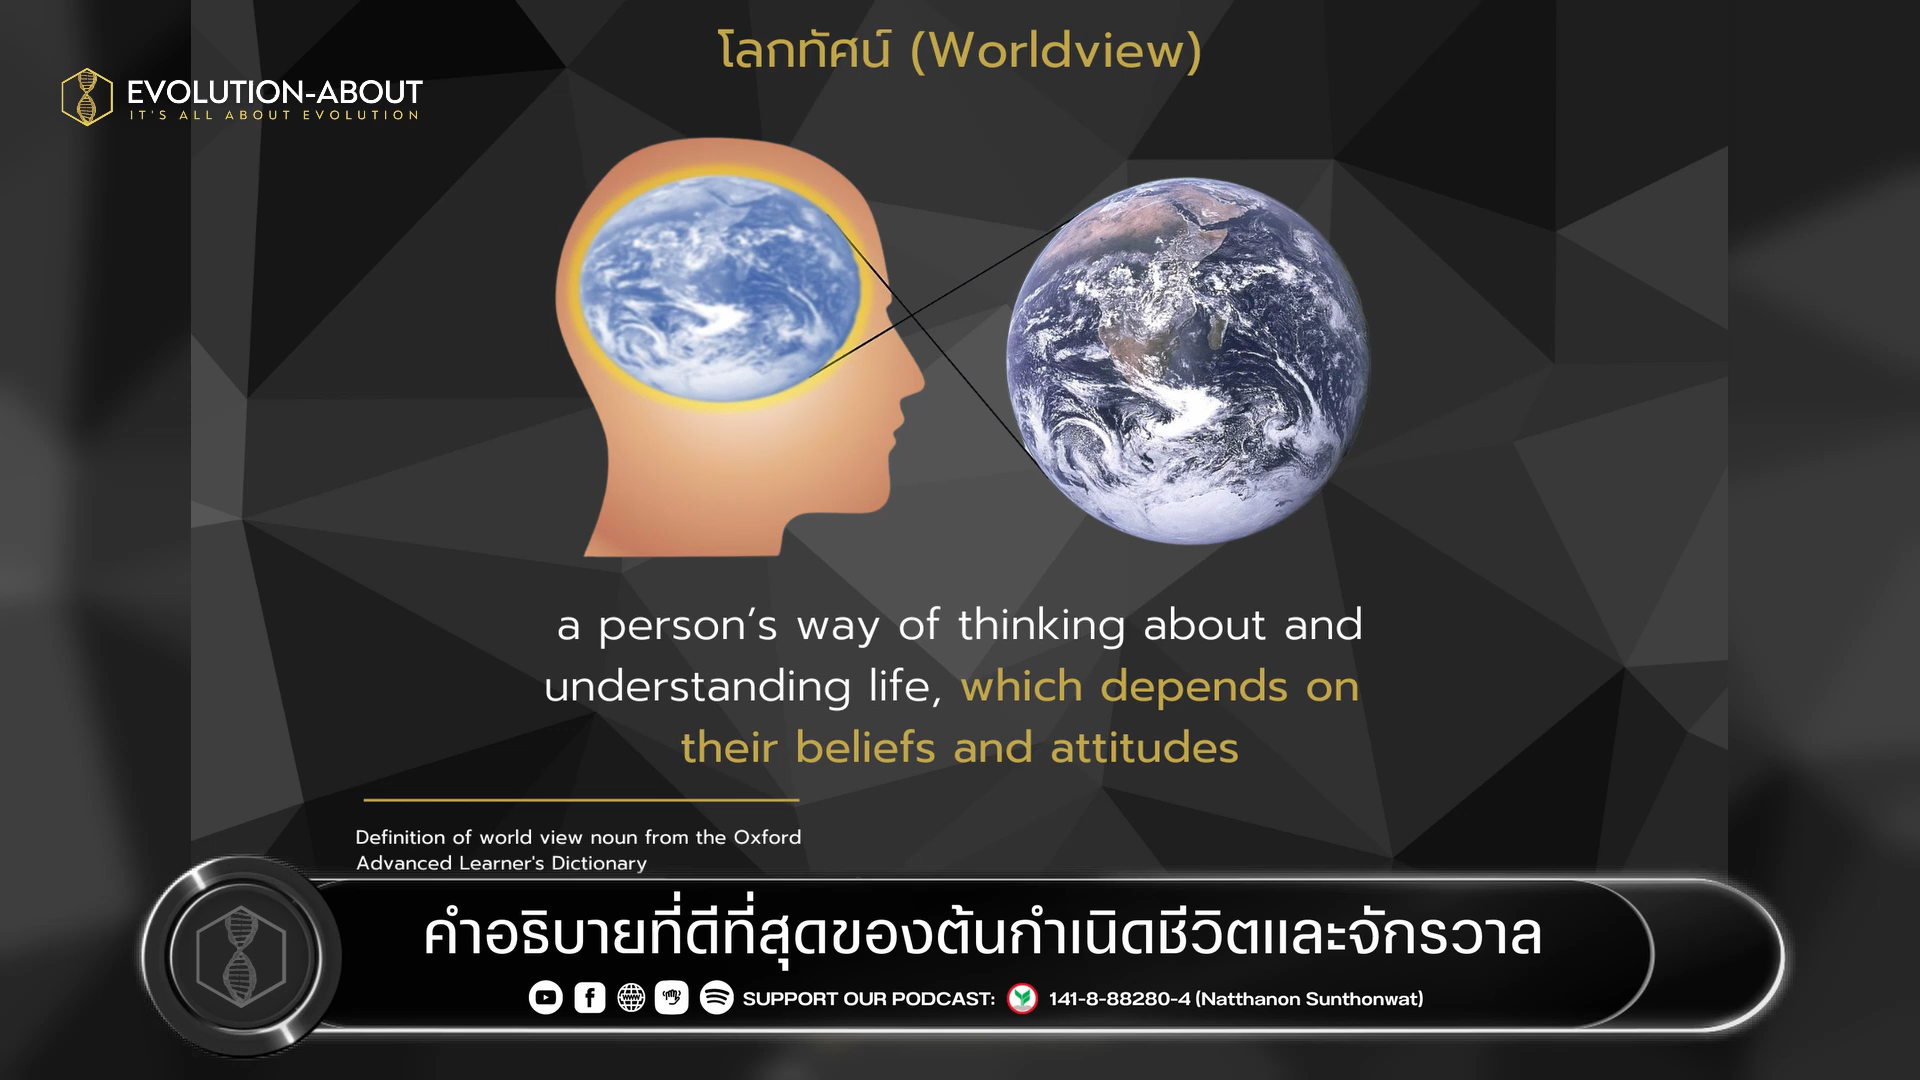 โลกทัศน์ (Worldview)
EVOLUTION-ABOUT
IT'S ALL ABOUT EVOLUTION
a person’s way of thinking about and
understanding life, which depends on
their beliefs and attitudes
Definition of world view noun from the Oxford
Advanced Learner's Dictionary
คำอธิบายที่ดีที่สุดของต้นกำเนิดชีวิตและจักรวาล
SUPPORT OUR PODCAST: 141-8-88280-4 (Natthanon Sunthonwat)